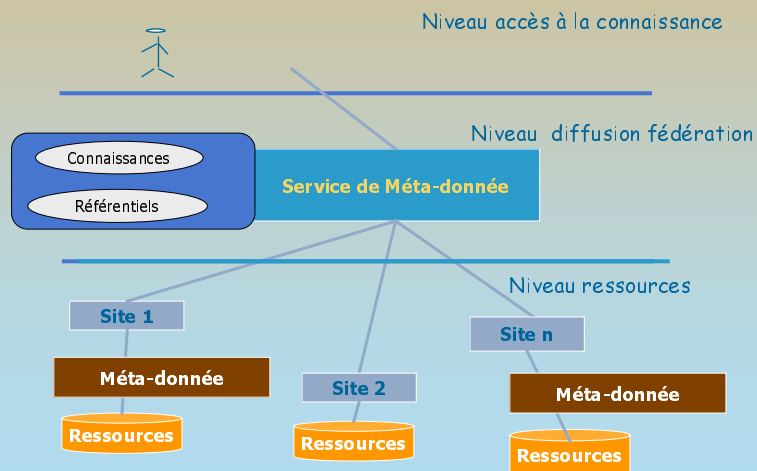 Niveau accès à la connaissance
Niveau diffusion fédération
Connaissances
Service de Méta-donnée
Référentiels
Niveau ressources
Site 1
Site n
Méta-donnée
Site 2
Méta-donnée
Ressources
Ressources
Ressources